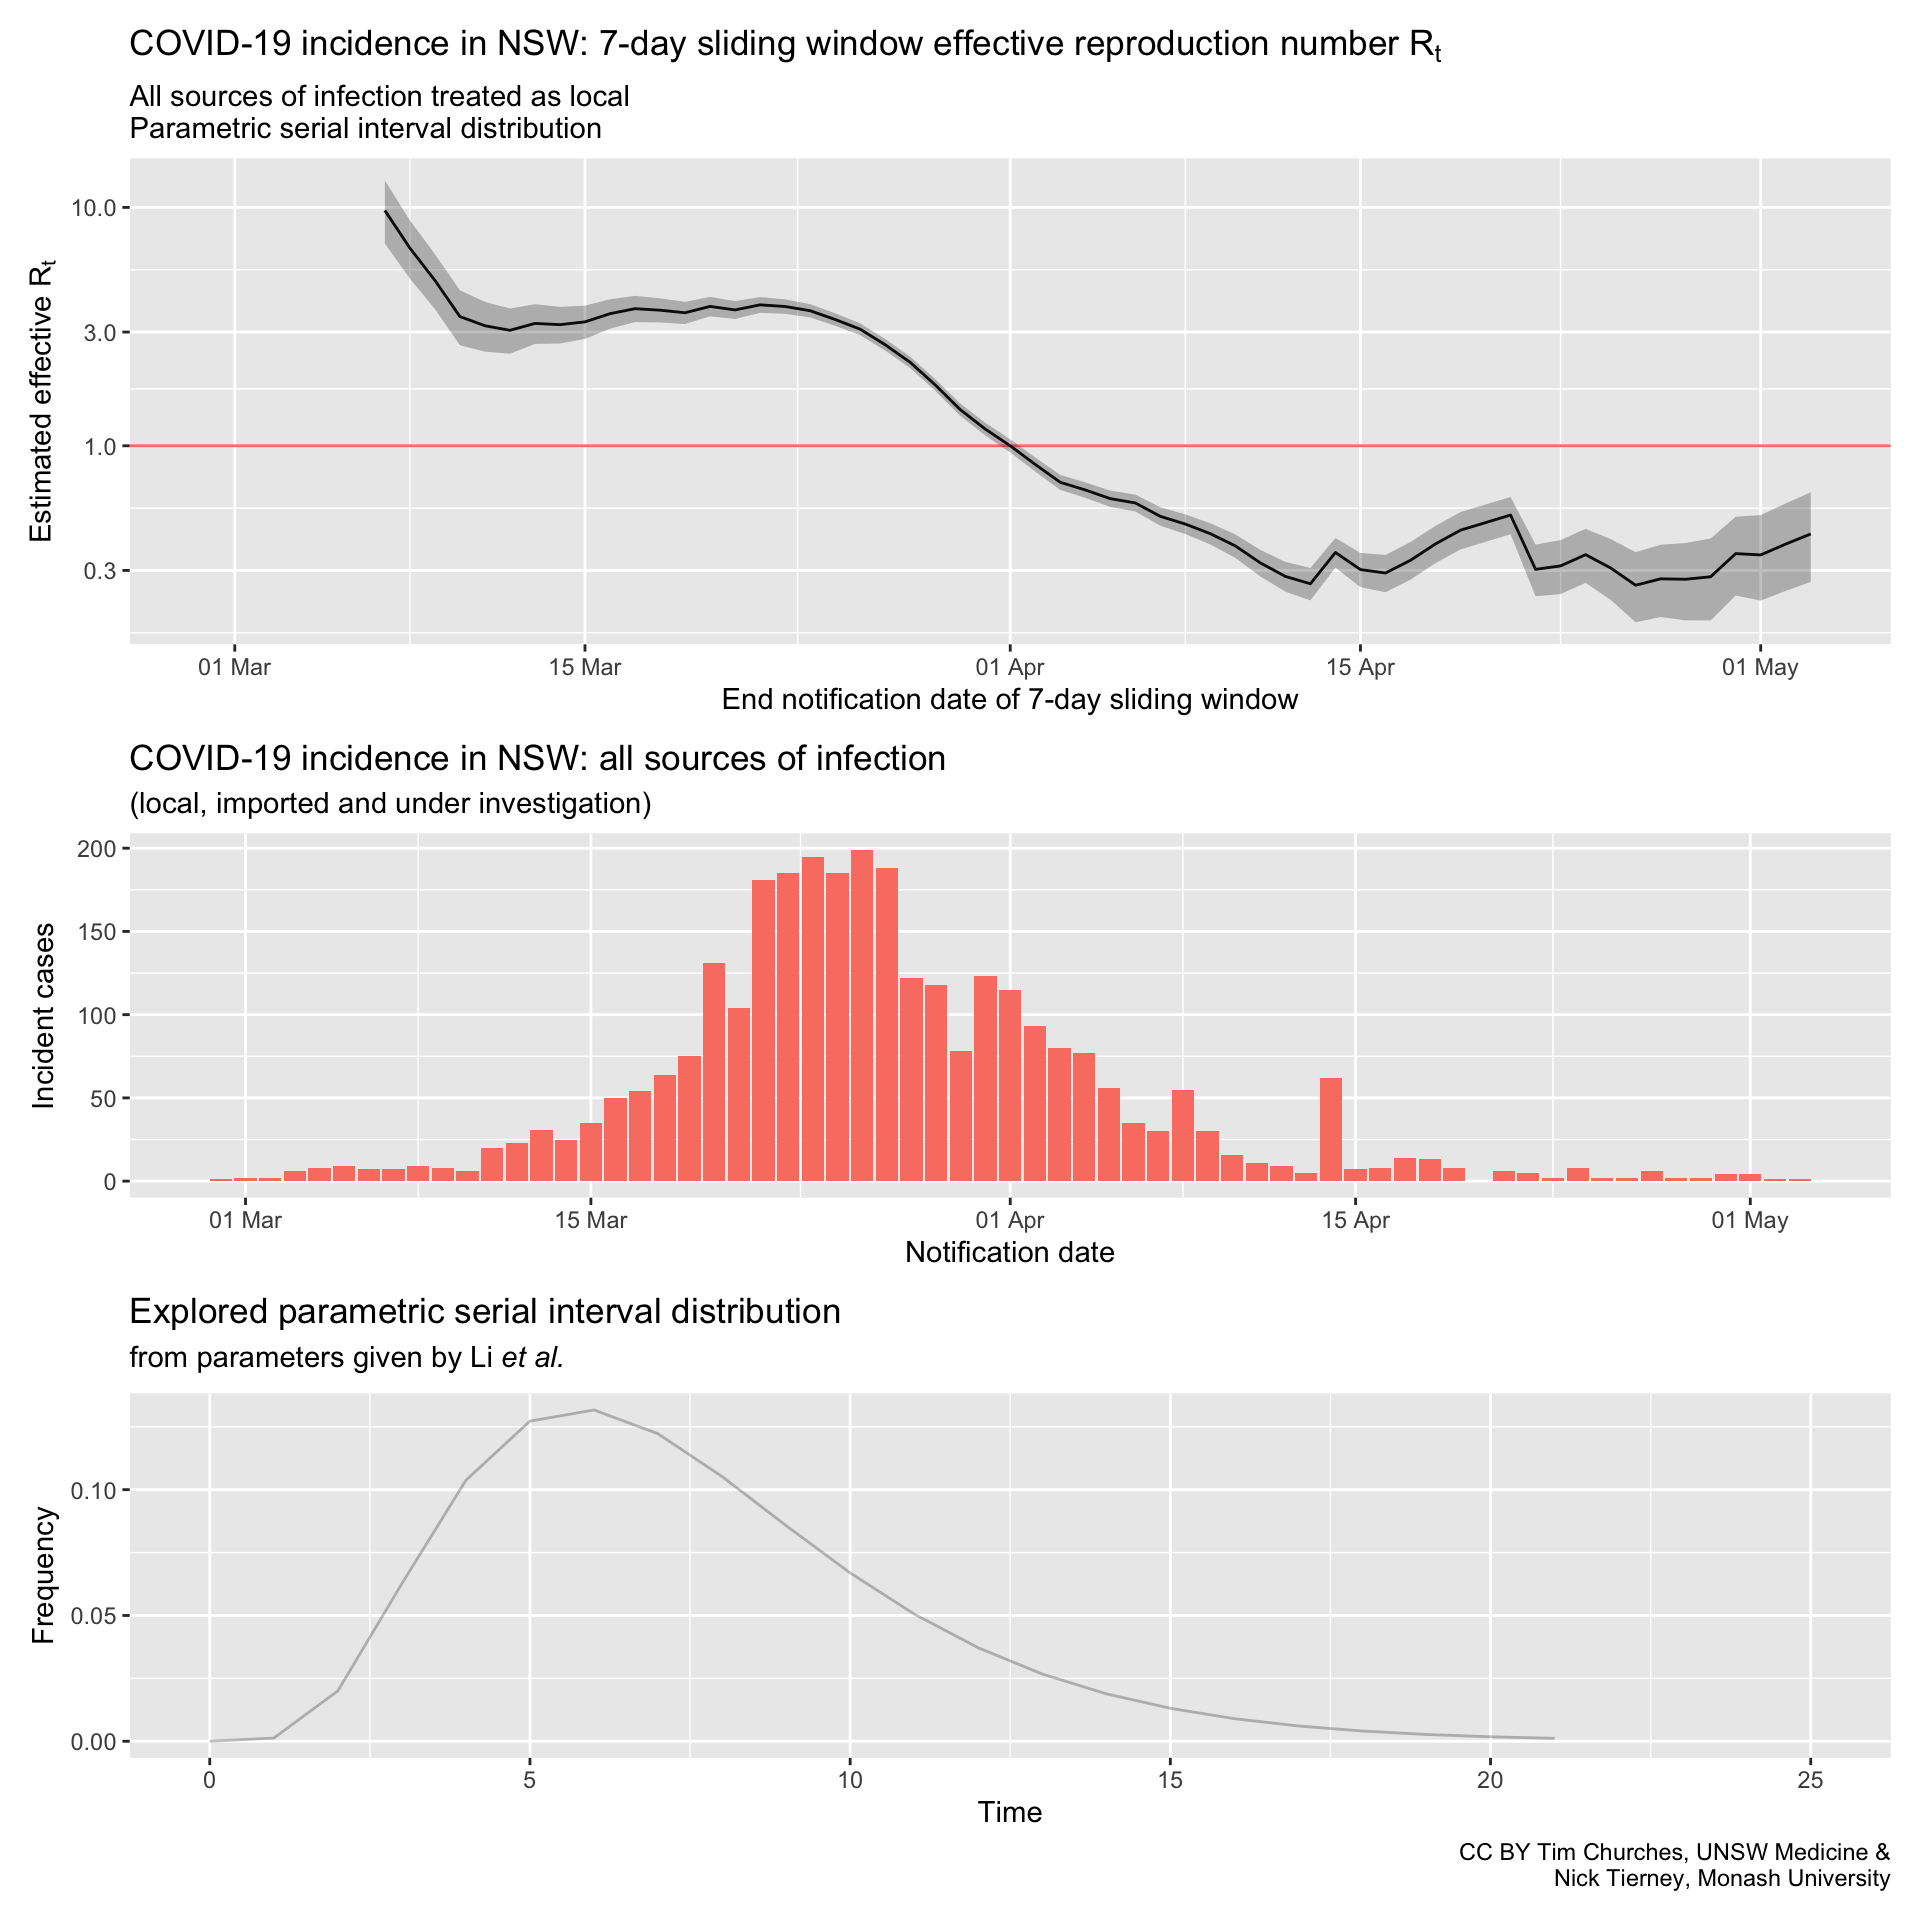 COVID-19 incidence in NSW: 7-day sliding window effective reproduction number Rt
All sources of infection treated as local
Parametric serial interval distribution
Estimated effective Rt
10.0
3.0
1.0
0.3
01 Mar 15 Mar 01 Apr 15 Apr 01 May
End notification date of 7-day sliding window
COVID-19 incidence in NSW: all sources of infection
(local, imported and under investigation)
Incident cases
200
150
100
50
0
01 Mar 15 Mar 01 Apr 15 Apr 01 May
Notification date
Explored parametric serial interval distribution
from parameters given by Li et al.
Frequency
0.10
0.05
0.00
0 5 10 15 20 25
Time
CC BY Tim Churches, UNSW Medicine &
Nick Tierney, Monash University